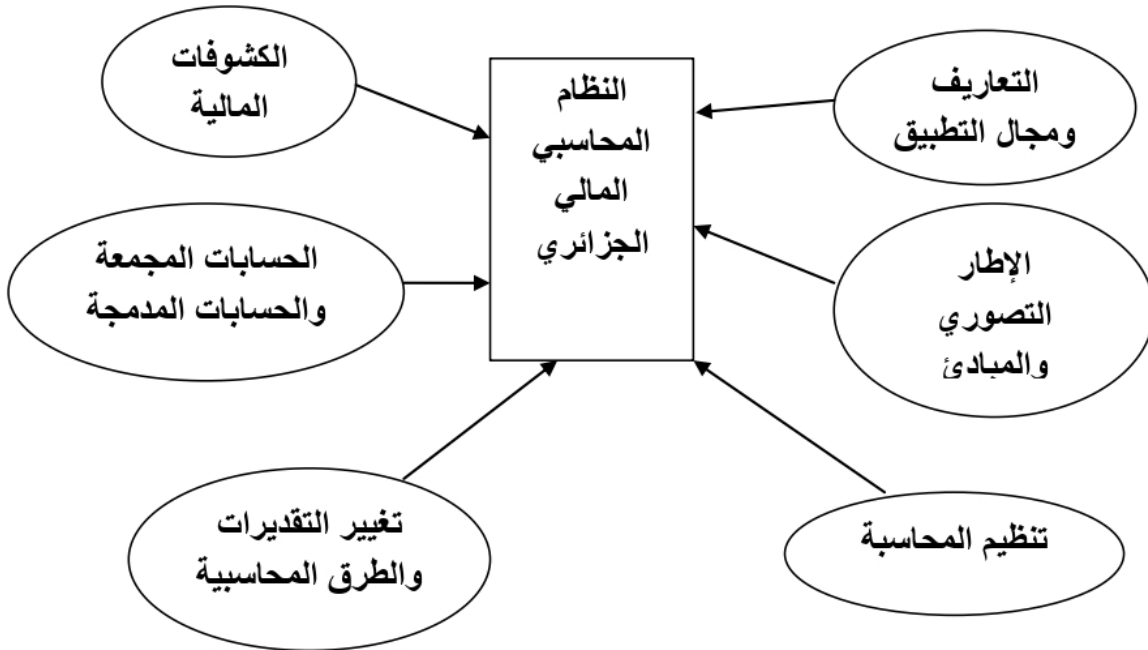 النظام
المحاسبي
المالي
الجزائري
التعاريف
ومجال التطبيق
الإطار
التصوري
والمبادئ
تنظيم المحاسبة
الكشوفات
المالية
الحسابات المجمعة
والحسابات المدمجة
تغيير التقديرات
والطرق المحاسبية